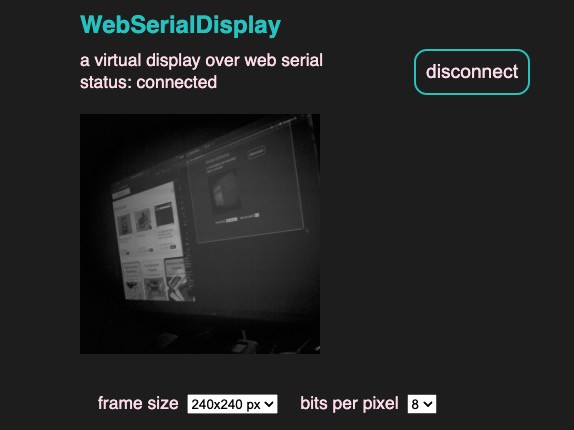 WebSerialDisplay
a virtual display over web serial
status: connected
disconnect
frame size 240x240 px bits per pixel 8